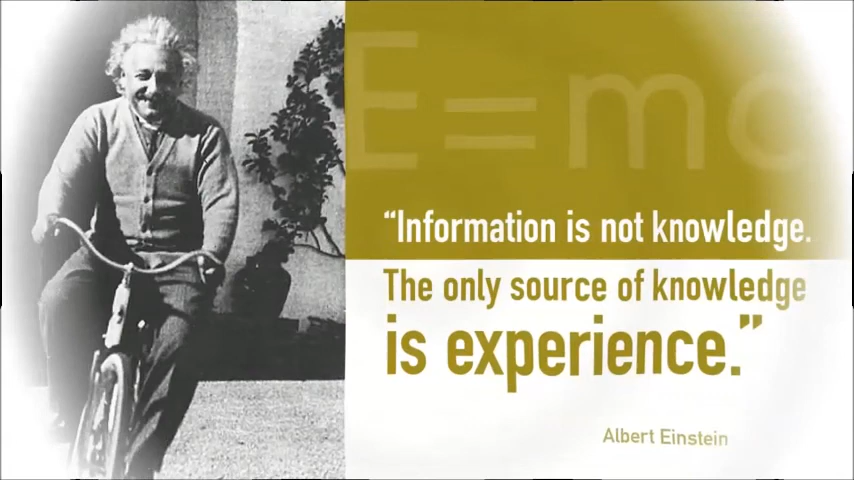 E=mc
“Information is not knowledge.
The only source of knowledge
is experience.”
Albert Einstein